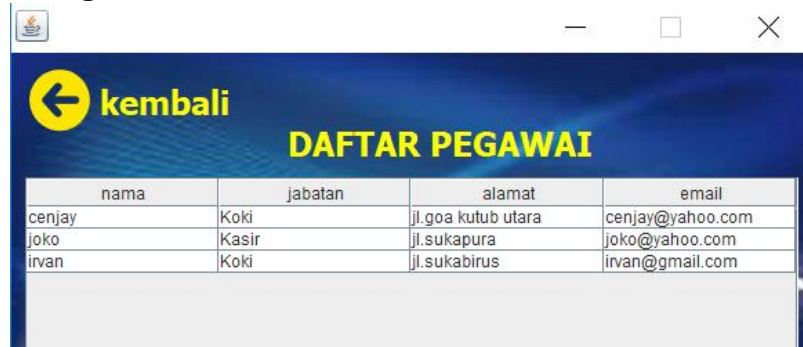 kembali
DAFTAR PEGAWAI
nama jabatan alamat email
cenjay Koki jl.goa kutub utara cenjay@yahoo.com
joko Kasir jl.sukapura joko@yahoo.com
irvan Koki jl.sukabirus irvan@gmail.com